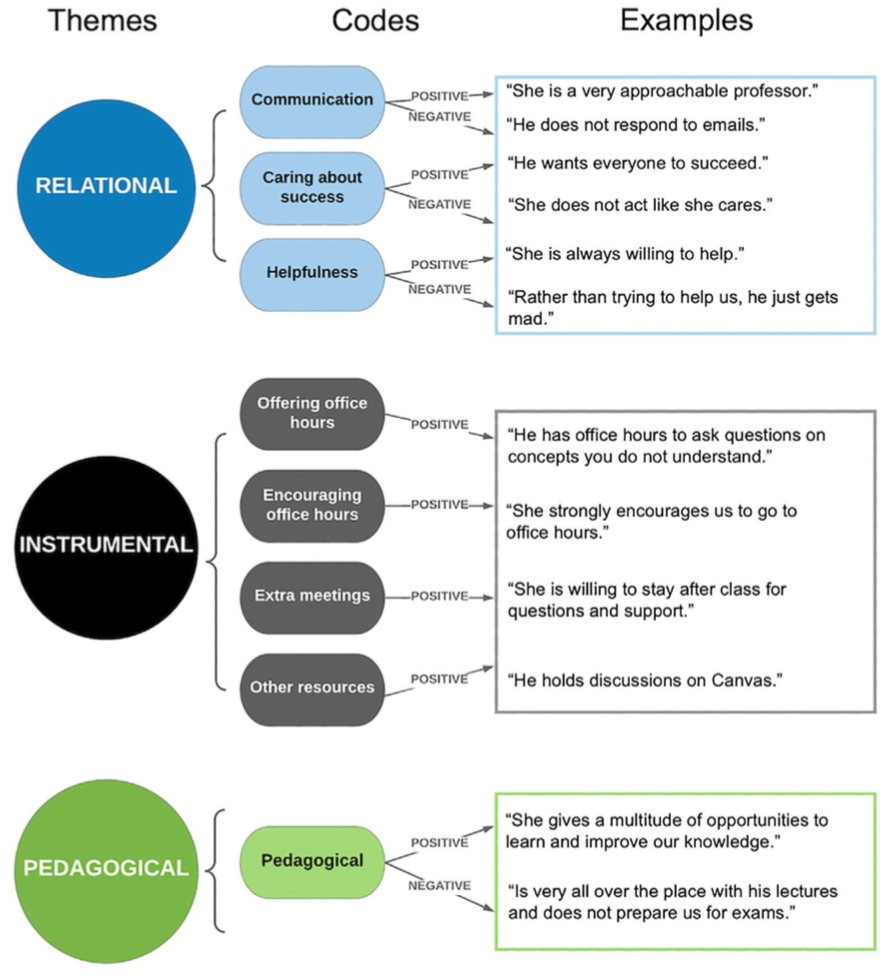 Themes
Codes
Examples
RELATIONAL
Communication
POSITIVE
“She is a very approachable professor.”
NEGATIVE
“He does not respond to emails.”
Caring about
success
POSITIVE
“He wants everyone to succeed.”
NEGATIVE
“She does not act like she cares.”
Helpfulness
POSITIVE
“She is always willing to help.”
NEGATIVE
“Rather than trying to help us, he just gets
mad.”
INSTRUMENTAL
Offering office
hours
POSITIVE
“He has office hours to ask questions on
concepts you do not understand.”
Encouraging
office hours
POSITIVE
“She strongly encourages us to go to
office hours.”
Extra meetings
POSITIVE
“She is willing to stay after class for
questions and support.”
Other resources
POSITIVE
“He holds discussions on Canvas.”
PEDAGOGICAL
Pedagogical
POSITIVE
“She gives a multitude of opportunities to
learn and improve our knowledge.”
NEGATIVE
“Is very all over the place with his lectures
and does not prepare us for exams.”